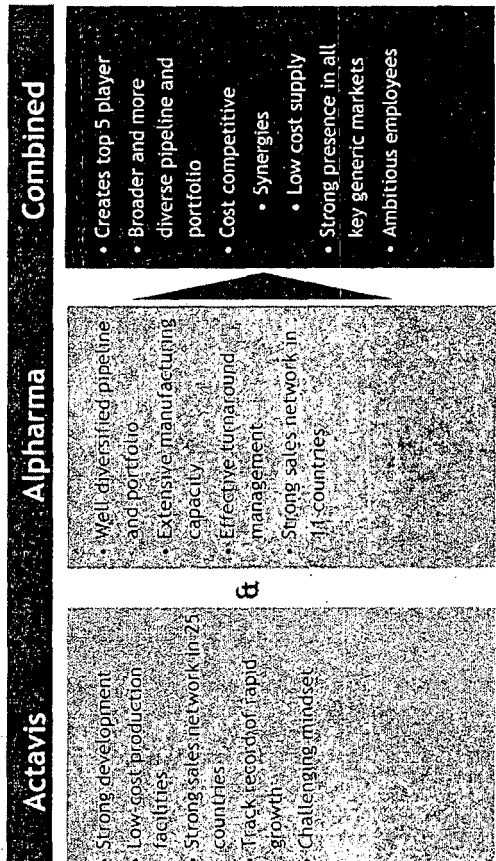 Actavis
• Strong development
• Low cost production
facilities
• Strong sales network in 25
countries
• Track record of rapid
growth
• Challenging mindset
&
Alpharma
• Well diversified pipeline
and portfolio
• Extensive manufacturing
capacity
• Effective turnaround
management
• Strong sales network in
11 countries
Combined
• Creates top 5 player
• Broader and more
diverse pipeline and
portfolio
• Cost competitive
• Synergies
• Low cost supply
• Strong presence in all
key generic markets
• Ambitious employees